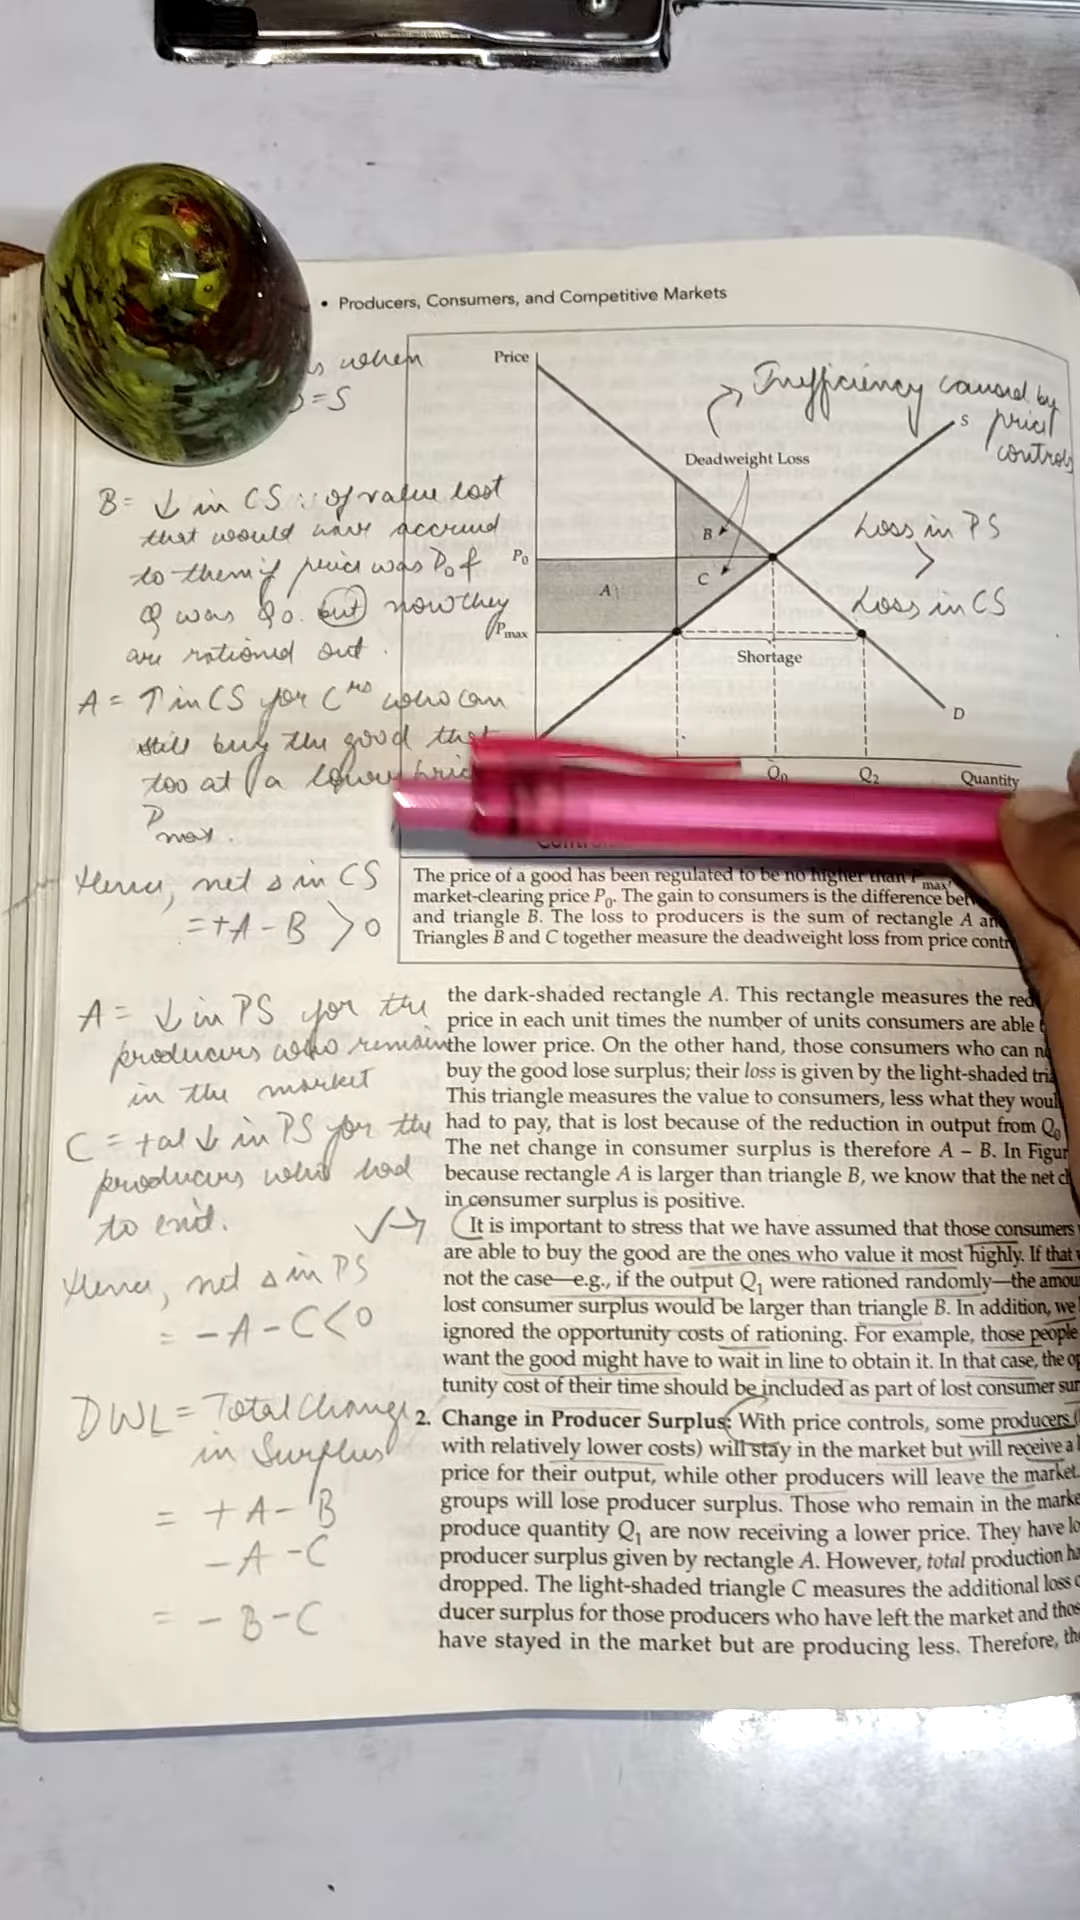 • Producers, Consumers, and Competitive Markets
when
=S
Price
Inefficiency caused by
price
controls
S
Deadweight Loss
B
P0
C
A
Pmax
Shortage
D
Q0
Q2
Quantity
Loss in PS
>
Loss in CS
B = ↓ in CS ∵ of value lost
that would have accrued
to them if price was P0 &
Q was Q0. but now they
are rationed out.
A = ↑ in CS for Crs who can
still buy the good that
too at a lower
Pmax.
Hence, net Δ in CS
= +A - B > 0
The price of a good has been regulated to be no higher than Pmax,
market-clearing price P0. The gain to consumers is the difference
and triangle B. The loss to producers is the sum of rectangle A
Triangles B and C together measure the deadweight loss from price
A = ↓ in PS for the
producers who remain
in the market
C = ↓ in PS for the
producers who had
to exit.
Hence, net Δ in PS
= -A - C < 0
DWL = Total Change
in Surplus
= +A - B
-A - C
= -B - C
the dark-shaded rectangle A. This rectangle measures the
price in each unit times the number of units consumers are able
the lower price. On the other hand, those consumers who can
buy the good lose surplus; their loss is given by the light-shaded
This triangle measures the value to consumers, less what they
had to pay, that is lost because of the reduction in output from Q0
The net change in consumer surplus is therefore A – B. In
because rectangle A is larger than triangle B, we know that the net
in consumer surplus is positive.
It is important to stress that we have assumed that those consumers
are able to buy the good are the ones who value it most highly. If that
not the case—e.g., if the output Q1 were rationed randomly—the
lost consumer surplus would be larger than triangle B. In addition, we
ignored the opportunity costs of rationing. For example, those people
want the good might have to wait in line to obtain it. In that case, the
tunity cost of their time should be included as part of lost consumer
2. Change in Producer Surplus: With price controls, some producers
with relatively lower costs) will stay in the market but will receive a
price for their output, while other producers will leave the market.
groups will lose producer surplus. Those who remain in the
produce quantity Q1 are now receiving a lower price. They have
producer surplus given by rectangle A. However, total production
dropped. The light-shaded triangle C measures the additional loss
ducer surplus for those producers who have left the market and
have stayed in the market but are producing less. Therefore,